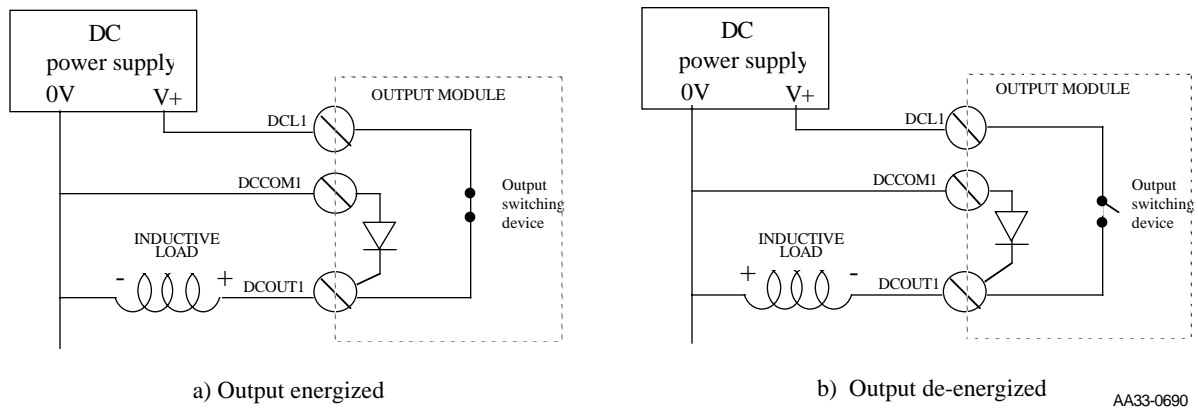 DC
power supply
0V V+
OUTPUT MODULE
DCL1
DCCOM1
Output
switching
device
INDUCTIVE
LOAD
- +
DCOUT1
a) Output energized
DC
power supply
0V V+
OUTPUT MODULE
DCL1
DCCOM1
Output
switching
device
INDUCTIVE
LOAD
+ -
DCOUT1
b) Output de-energized
AA33-0690